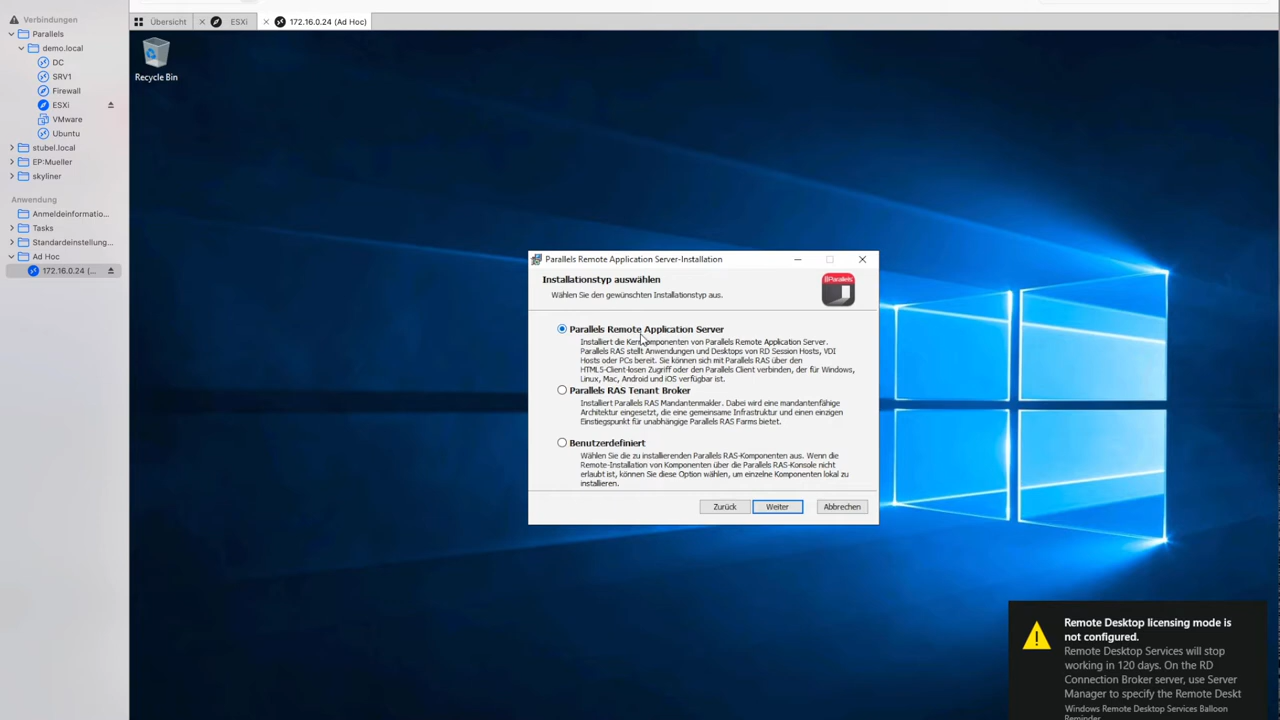 Verbindungen
Parallels
demo.local
DC
SRV1
Firewall
ESXi
VMware
Ubuntu
stubel.local
EP:Mueller
skyliner
Anwendung
Anmeldeinformatio...
Tasks
Standardeinstellung...
Ad Hoc
172.16.0.24 (...
Übersicht
ESXi
172.16.0.24 (Ad Hoc)
Recycle Bin
Parallels Remote Application Server-Installation
Installationstyp auswählen
Wählen Sie den gewünschten Installationstyp aus.
Parallels
Parallels Remote Application Server
Installiert die Kernkomponenten von Parallels Remote Application Server.
Parallels RAS stellt Anwendungen und Desktops von RD Session Hosts, VDI
Hosts oder PCs bereit. Sie können sich mit Parallels RAS über den
HTML5-Client-losen Zugriff oder den Parallels Client verbinden, der für Windows,
Linux, Mac, Android und iOS verfügbar ist.
Parallels RAS Tenant Broker
Installiert Parallels RAS Mandantenmakler. Dabei wird eine mandantenfähige
Architektur eingesetzt, die eine gemeinsame Infrastruktur und einen einzigen
Einstiegspunkt für unabhängige Parallels RAS Farms bietet.
Benutzerdefiniert
Wählen Sie die zu installierenden Parallels RAS-Komponenten aus. Wenn die
Remote-Installation von Komponenten über die Parallels RAS-Konsole nicht
erlaubt ist, können Sie diese Option wählen, um einzelne Komponenten lokal zu
installieren.
Zurück
Weiter
Abbrechen
Remote Desktop licensing mode is
not configured.
Remote Desktop Services will stop
working in 120 days. On the RD
Connection Broker server, use Server
Manager to specify the Remote Deskt
Windows Remote Desktop Services Balloon
Reminder